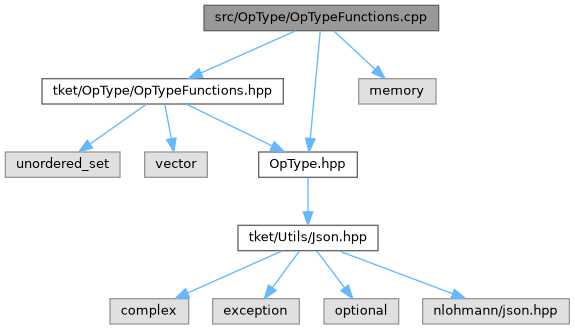 src/OpType/OpTypeFunctions.cpp
tket/OpType/OpTypeFunctions.hpp
memory
unordered_set
vector
OpType.hpp
tket/Utils/Json.hpp
complex
exception
optional
nlohmann/json.hpp